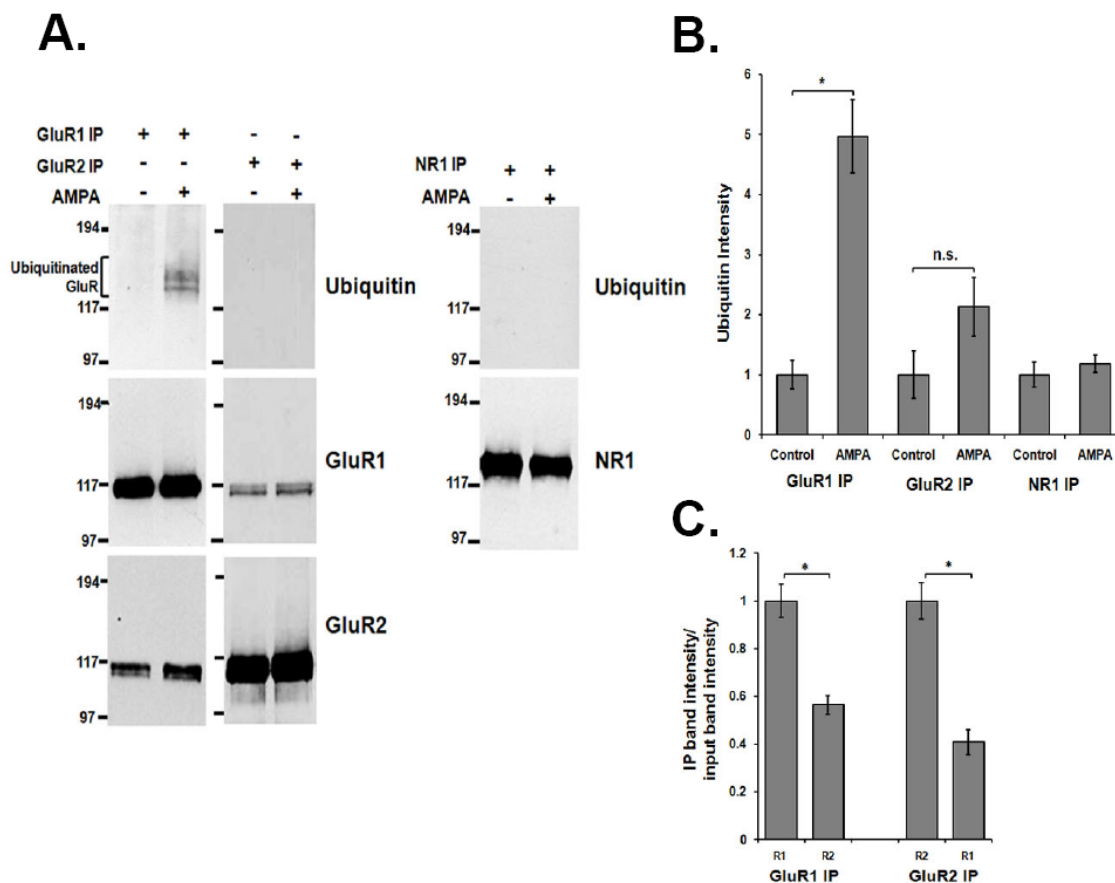 A.
GluR1 IP + + - -
GluR2 IP - - + +
AMPA - + - +
194
Ubiquitinated
GluR
117
97
Ubiquitin
194
117
97
GluR1
194
117
97
GluR2
NR1 IP + +
AMPA - +
194
117
97
Ubiquitin
194
117
97
NR1
B.
Ubiquitin Intensity
6
5
4
3
2
1
0
*
n.s.
Control AMPA Control AMPA Control AMPA
GluR1 IP GluR2 IP NR1 IP
C.
IP band intensity/
input band intensity
1.2
1
0.8
0.6
0.4
0.2
0
*
*
R1 R2 R2 R1
GluR1 IP GluR2 IP